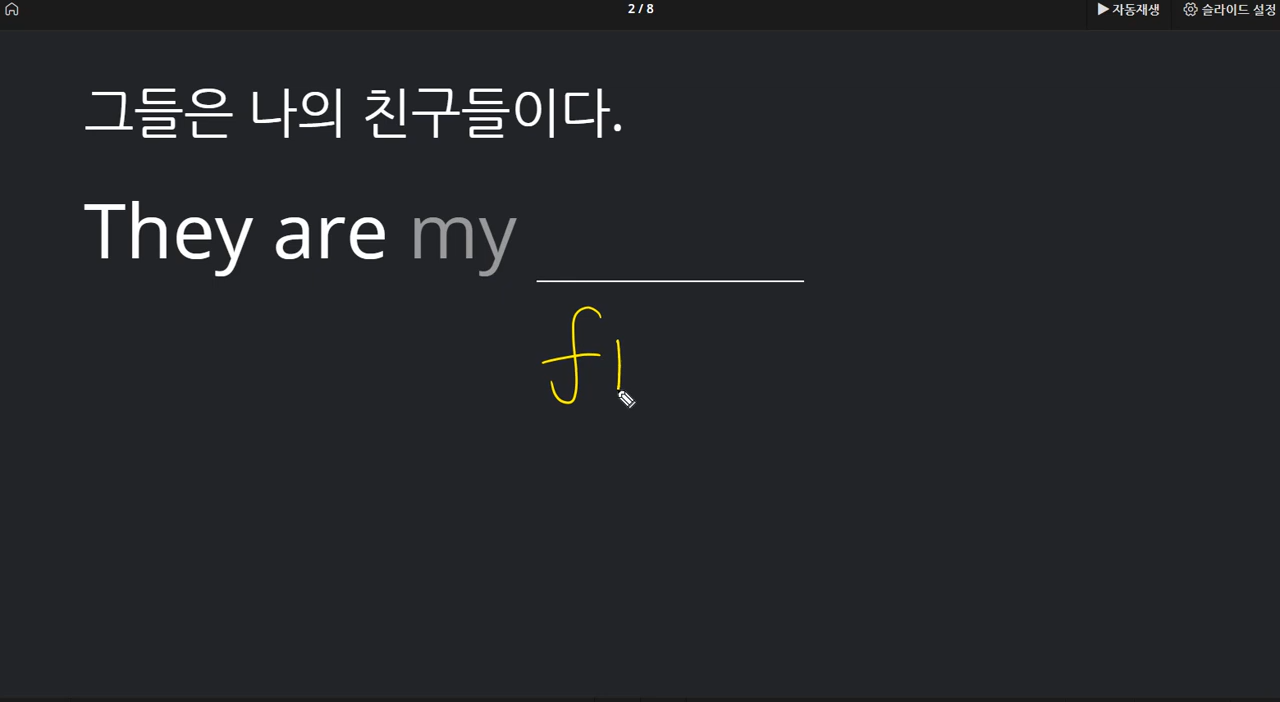 2 / 8
자동재생
슬라이드 설정
그들은 나의 친구들이다.
They are my
f